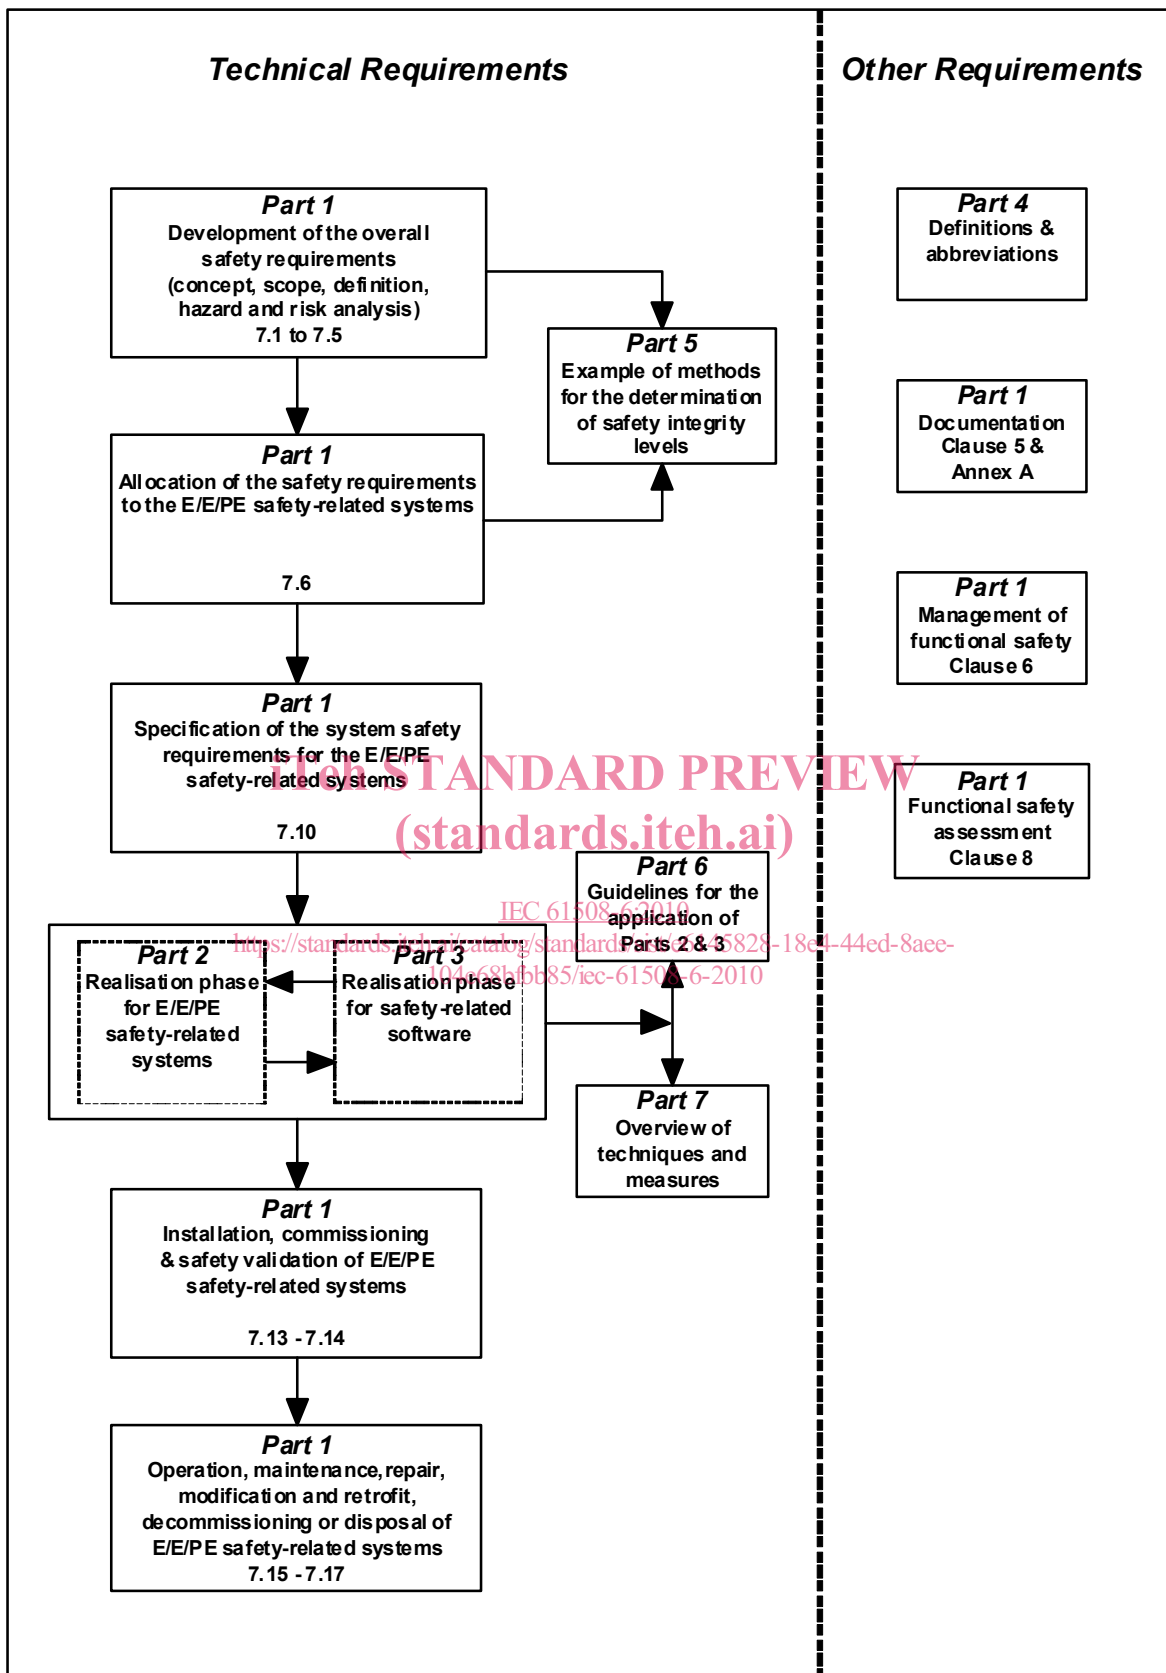 Technical Requirements
Other Requirements
Part 1
Development of the overall
safety requirements
(concept, scope, definition,
hazard and risk analysis)
7.1 to 7.5
Part 5
Example of methods
for the determination
of safety integrity
levels
Part 1
Allocation of the safety requirements
to the E/E/PE safety-related systems
7.6
Part 1
Specification of the system safety
requirements for the E/E/PE
safety-related systems
7.10
Part 6
Guidelines for the
application of
Parts 2 & 3
Part 2
Realisation phase
for E/E/PE
safety-related
systems
Part 3
Realisation phase
for safety-related
software
Part 7
Overview of
techniques and
measures
Part 1
Installation, commissioning
& safety validation of E/E/PE
safety-related systems
7.13 - 7.14
Part 1
Operation, maintenance, repair,
modification and retrofit,
decommissioning or disposal of
E/E/PE safety-related systems
7.15 - 7.17
Part 4
Definitions &
abbreviations
Part 1
Documentation
Clause 5 &
Annex A
Part 1
Management of
functional safety
Clause 6
Part 1
Functional safety
assessment
Clause 8
iTeh STANDARD PREVIEW
(standards.iteh.ai)
IEC 61508-6:2010